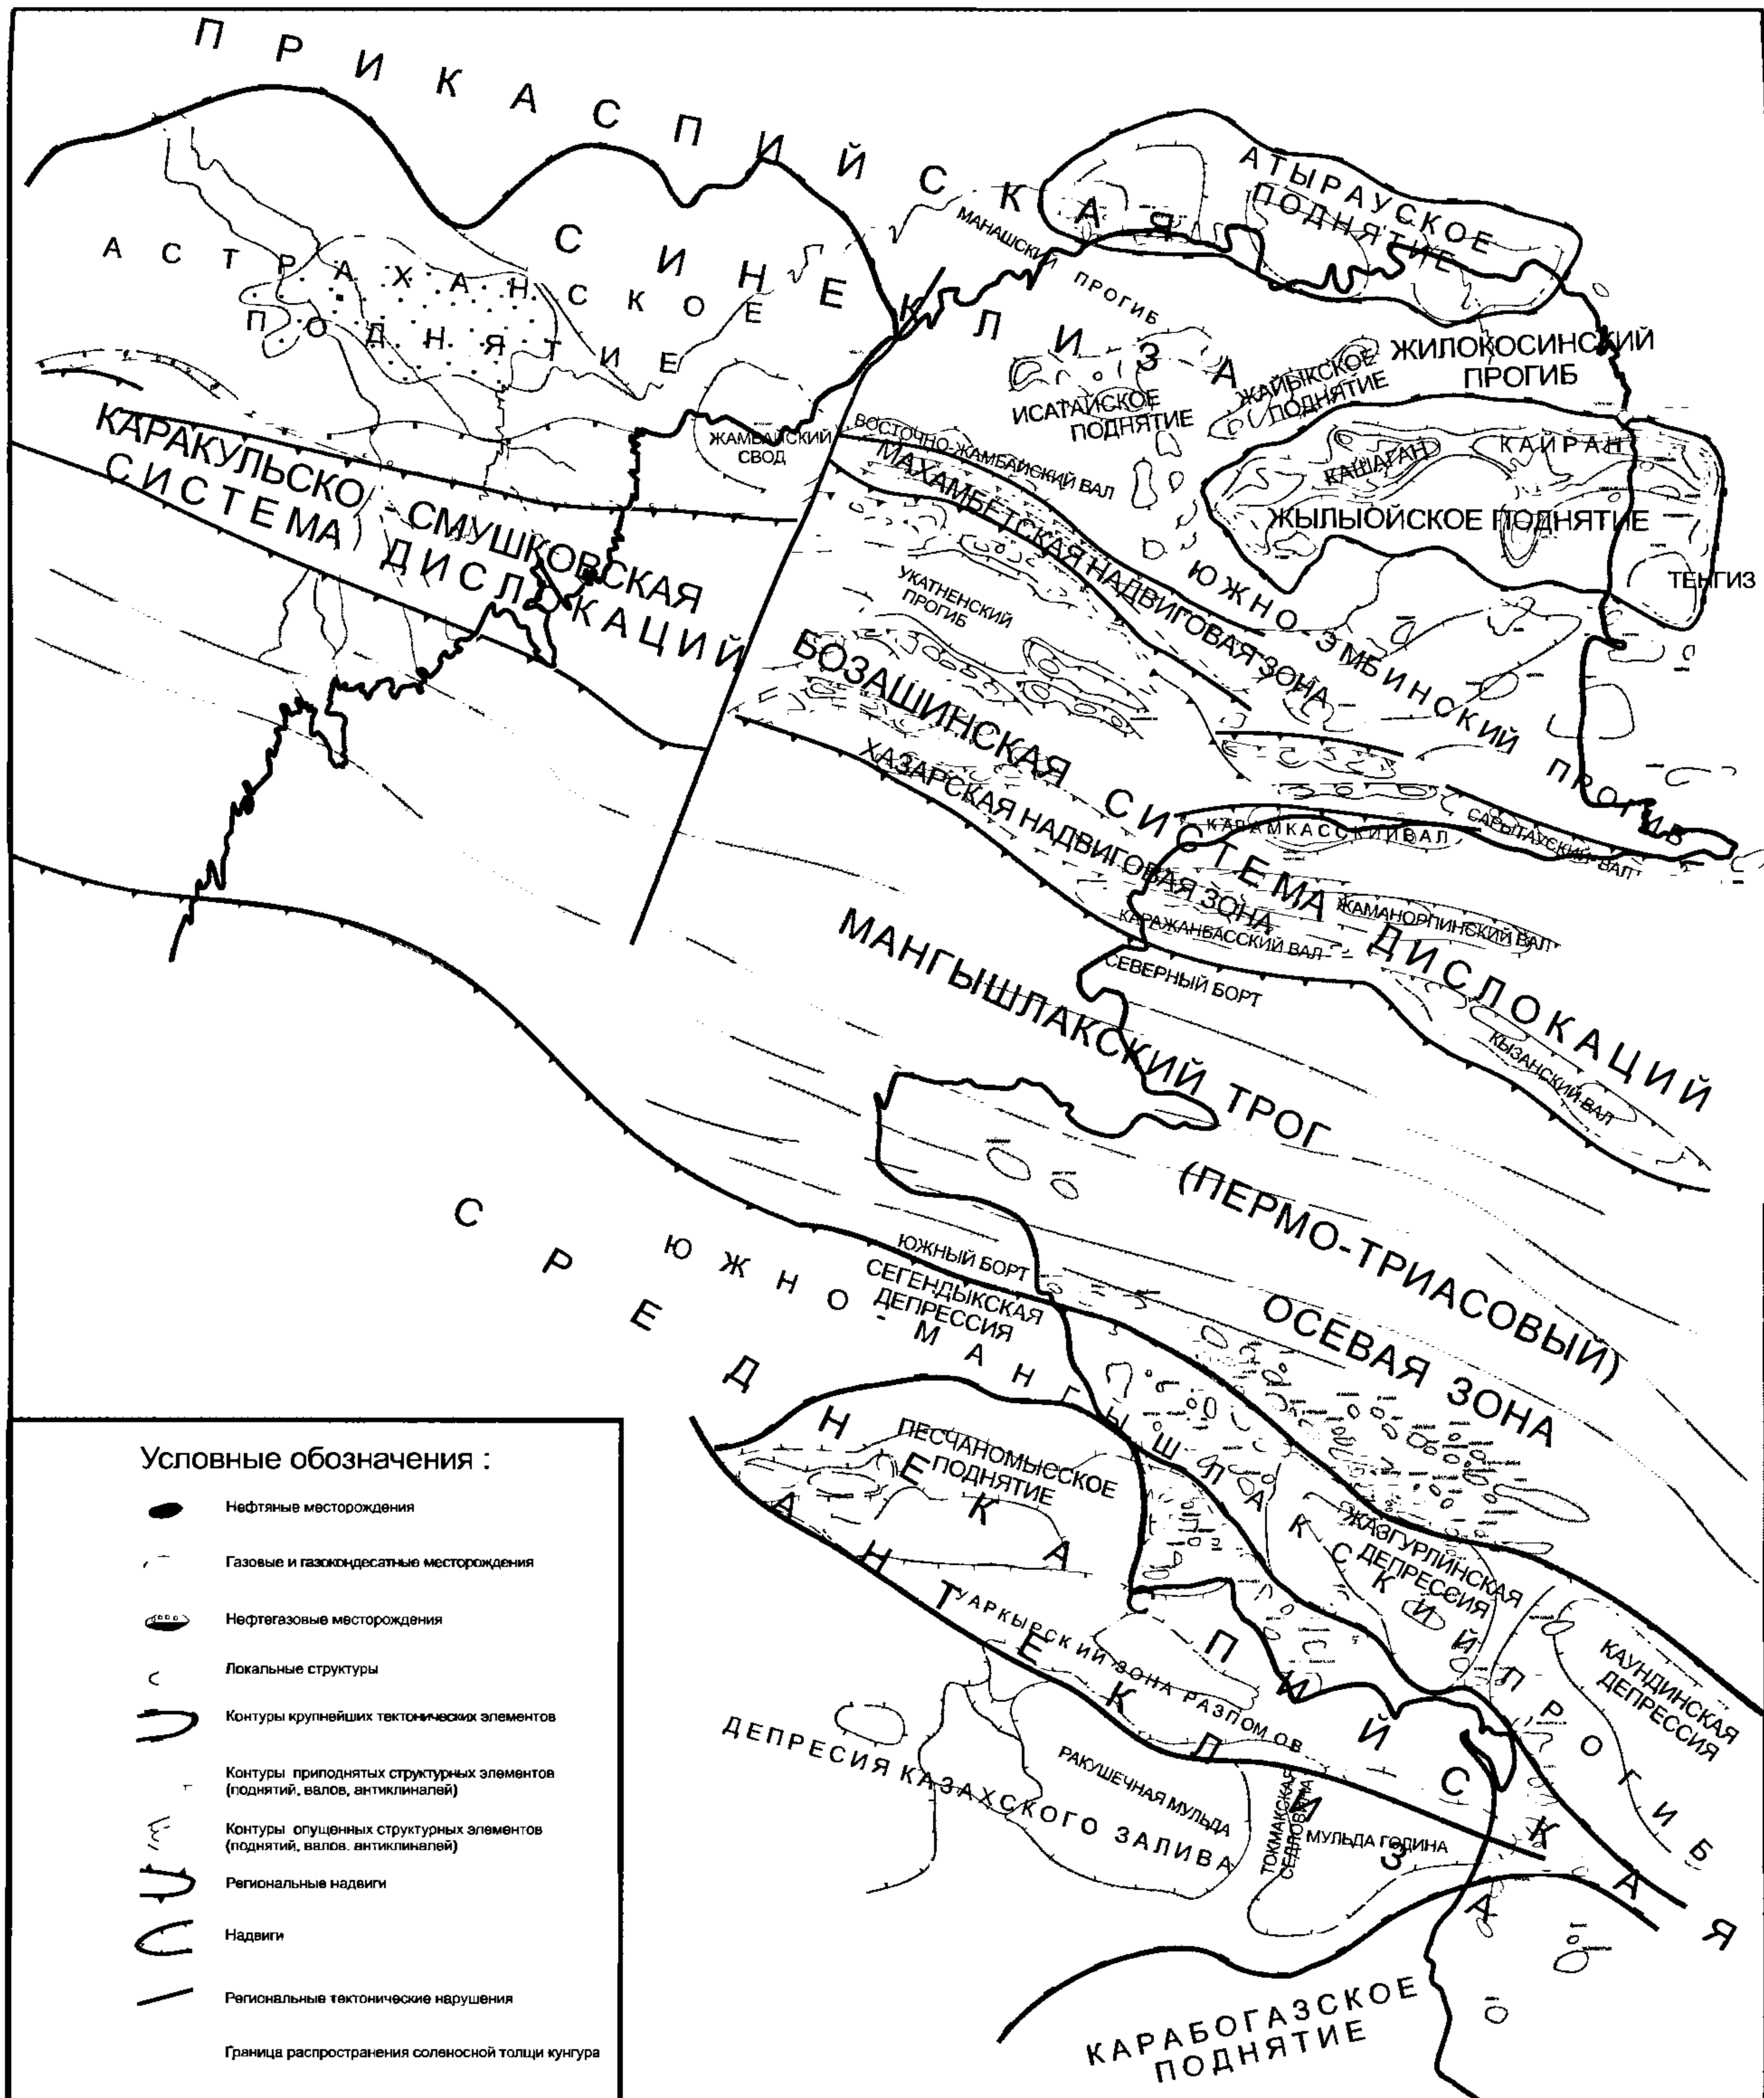 ПРИКАСПИЙСКАЯ
СИНЕКЛИЗА
АТЫРАУСКОЕ
ПОДНЯТИЕ
МАНАШСКИЙ ПРОГИБ
АСТРАХАНСКОЕ
ПОДНЯТИЕ
ЖИЛОКОСИНСКИЙ
ПРОГИБ
ЖАЙЫКСКОЕ
ПОДНЯТИЕ
ИСАТАЙСКОЕ
ПОДНЯТИЕ
КАЙРАН
КАШАГАН
ЖЫЛЫОЙСКОЕ ПОДНЯТИЕ
ТЕНГИЗ
ЖАМБАЙСКИЙ
СВОД
ВОСТОЧНО-ЖАМБАЙСКИЙ ВАЛ
МАХАМБЕТСКАЯ НАДВИГОВАЯ ЗОНА
КАРАКУЛЬСКО - СМУШКОВСКАЯ
СИСТЕМА ДИСЛОКАЦИЙ
ЮЖНО-ЭМБИНСКИЙ ПРОГИБ
УКАТНЕНСКИЙ
ПРОГИБ
БОЗАШИНСКАЯ СИСТЕМА ДИСЛОКАЦИЙ
ХАЗАРСКАЯ НАДВИГОВАЯ ЗОНА
КАРАМКАССКИЙ ВАЛ
САРЫТАУСКИЙ ВАЛ
ЖАМАНОРПИНСКИЙ ВАЛ
КАРАЖАНБАССКИЙ ВАЛ
СЕВЕРНЫЙ БОРТ
КЫЗАНСКИЙ ВАЛ
МАНГЫШЛАКСКИЙ ТРОГ
(ПЕРМО-ТРИАСОВЫЙ)
ОСЕВАЯ ЗОНА
ЮЖНЫЙ БОРТ
СЕГЕНДЫКСКАЯ
ДЕПРЕССИЯ
ЮЖНО-МАНГЫШЛАКСКИЙ ПРОГИБ
СРЕДНЕКАСПИЙСКАЯ
АНТЕКЛИЗА
ПЕСЧАНОМЫССКОЕ
ПОДНЯТИЕ
ЖАЗГУРЛИНСКАЯ
ДЕПРЕССИЯ
КАУНДИНСКАЯ
ДЕПРЕССИЯ
ТУАРКЫРСКИЙ ЗОНА РАЗПОМОВ
ДЕПРЕСИЯ КАЗАХСКОГО ЗАЛИВА
РАКУШЕЧНАЯ МУЛЬДА
ТОКМАКСКАЯ
СЕДЛОВИНА
МУЛЬДА ГОДИНА
КАРАБОГАЗСКОЕ
ПОДНЯТИЕ
Условные обозначения :
Нефтяные месторождения
Газовые и газокондесатные месторождения
Нефтегазовые месторождения
Локальные структуры
Контуры крупнейших тектонических элементов
Контуры приподнятых структурных элементов
(поднятий, валов, антиклиналей)
Контуры опущенных структурных элементов
(поднятий, валов. антиклиналей)
Региональные надвиги
Надвиги
Региональные тектонические нарушения
Граница распространения соленосной толщи кунгура